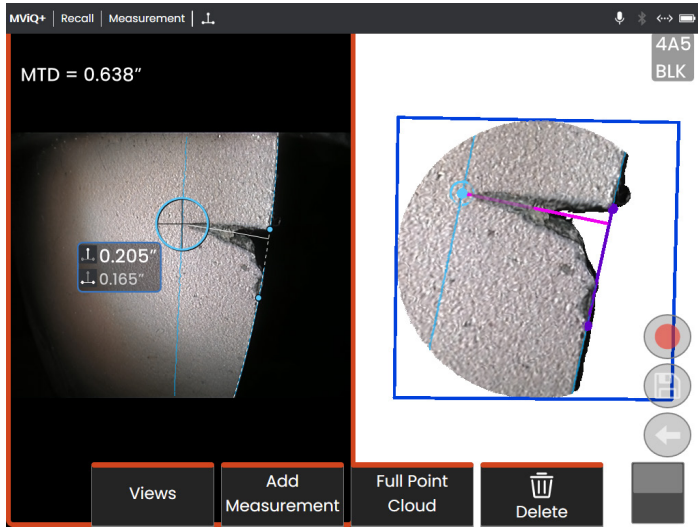 MViQ+ | Recall | Measurement |
MTD = 0.638”
4A5
BLK
0.205”
0.165”
Views
Add
Measurement
Full Point
Cloud
Delete